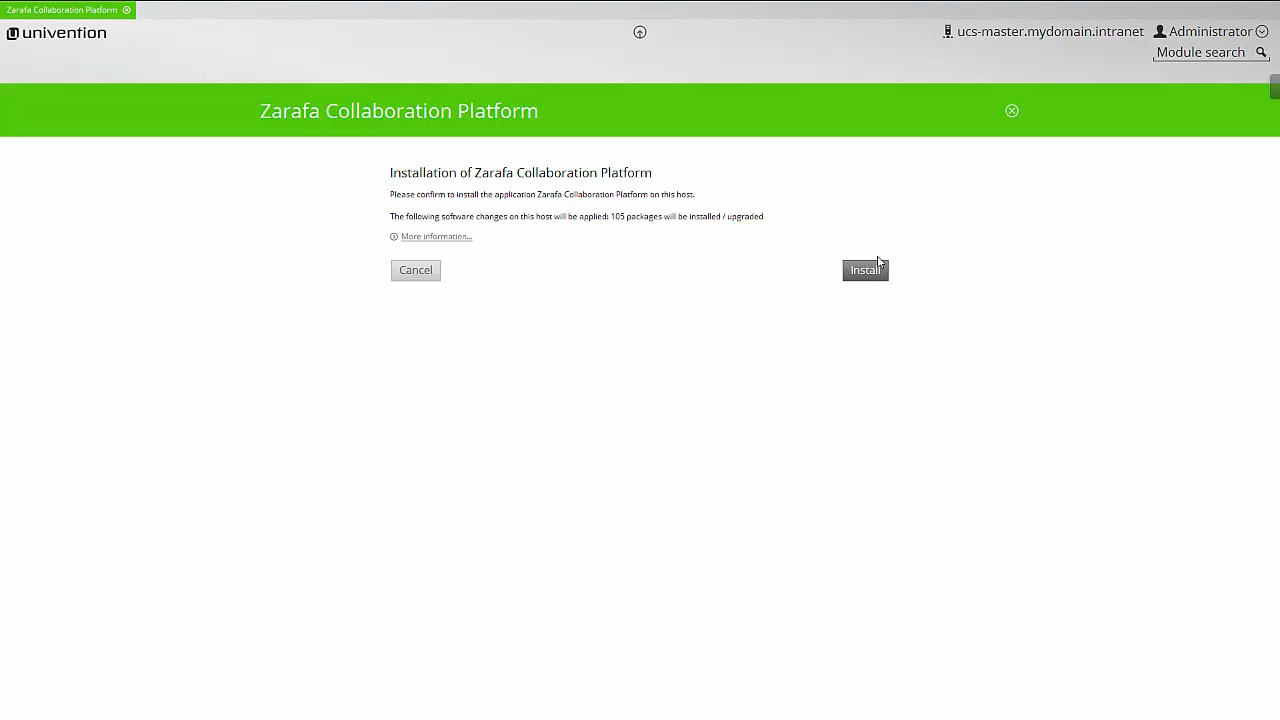 Zarafa Collaboration Platform
univention
ucs-master.mydomain.intranet Administrator
Module search
Zarafa Collaboration Platform
Installation of Zarafa Collaboration Platform
Please confirm to install the application Zarafa Collaboration Platform on this host.
The following software changes on this host will be applied: 105 packages will be installed / upgraded
More information...
Cancel Install